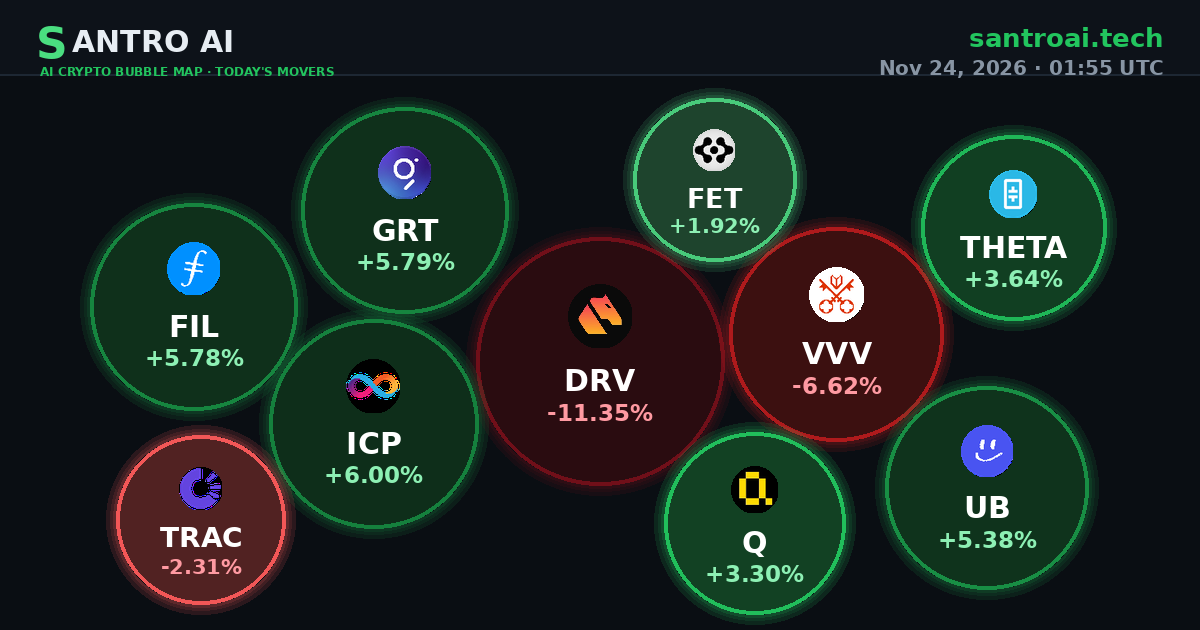 SANTRO AI
AI CRYPTO BUBBLE MAP · TODAY'S MOVERS
santroai.tech
Nov 24, 2026 · 01:55 UTC
FET
+1.92%
GRT
+5.79%
THETA
+3.64%
FIL
+5.78%
VVV
-6.62%
DRV
-11.35%
ICP
+6.00%
UB
+5.38%
TRAC
-2.31%
Q
+3.30%